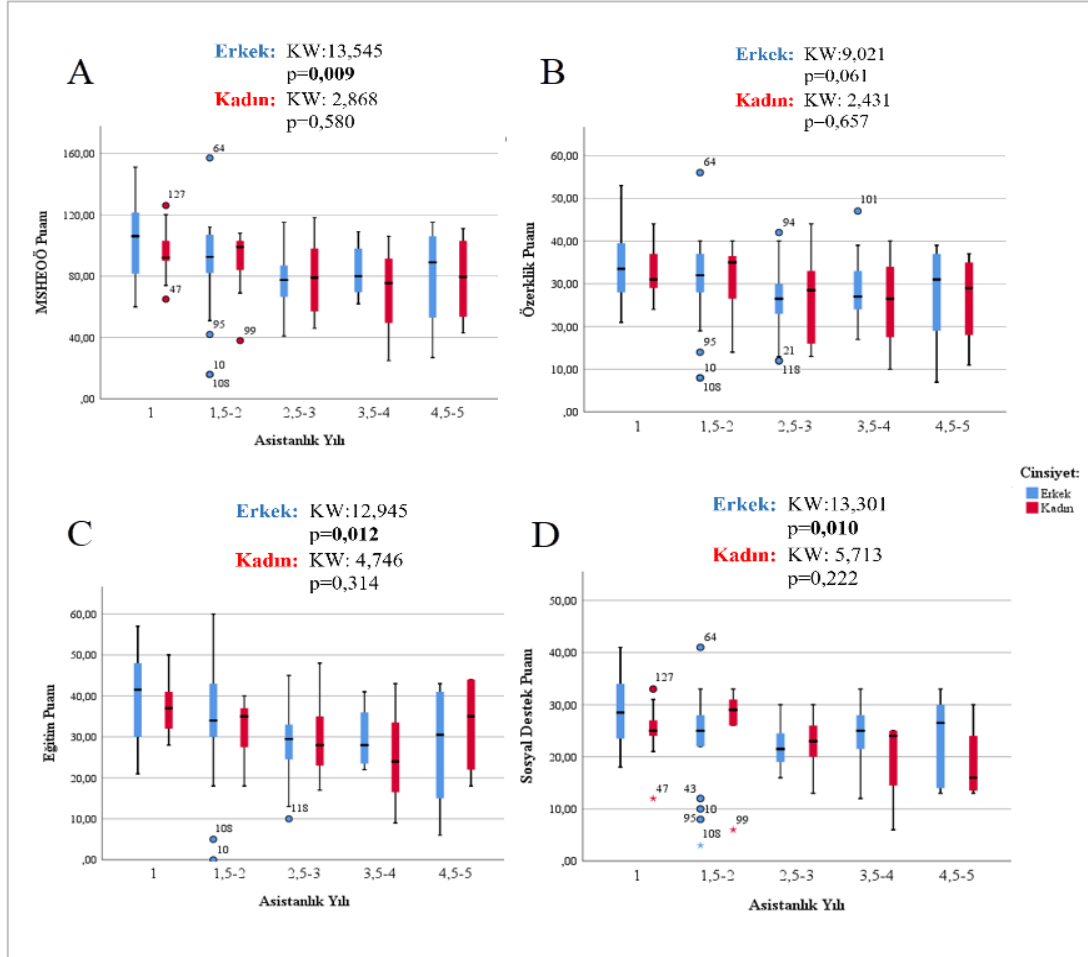 A
Erkek: KW:13,545
p=0,009
Kadın: KW: 2,868
p=0,580
MSHEOÖ Puanı
160,00
120,00
80,00
40,00
,00
64
127
47
95
10
108
99
1 1,5-2 2,5-3 3,5-4 4,5-5
Asistanlık Yılı
B
Erkek: KW:9,021
p=0,061
Kadın: KW: 2,431
p=0,657
Özerklik Puanı
60,00
50,00
40,00
30,00
20,00
10,00
,00
64
94
101
95
10
108
21
118
1 1,5-2 2,5-3 3,5-4 4,5-5
Cinsiyet:
Erkek
Kadın
C
Erkek: KW:12,945
p=0,012
Kadın: KW: 4,746
p=0,314
Eğitim Puanı
60,00
50,00
40,00
30,00
20,00
10,00
,00
118
108
10
1 1,5-2 2,5-3 3,5-4 4,5-5
Asistanlık Yılı
D
Erkek: KW:13,301
p=0,010
Kadın: KW: 5,713
p=0,222
Sosyal Destek Puanı
50,00
40,00
30,00
20,00
10,00
,00
64
127
47
43
10
95
108
99
1 1,5-2 2,5-3 3,5-4 4,5-5
Asistanlık Yılı